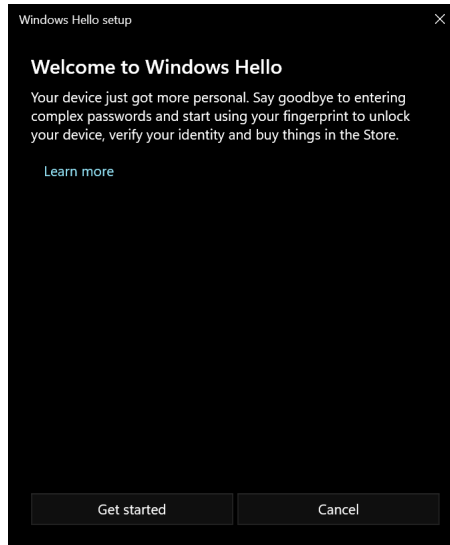 Windows Hello setup
Welcome to Windows Hello
Your device just got more personal. Say goodbye to entering
complex passwords and start using your fingerprint to unlock
your device, verify your identity and buy things in the Store.
Learn more
Get started
Cancel